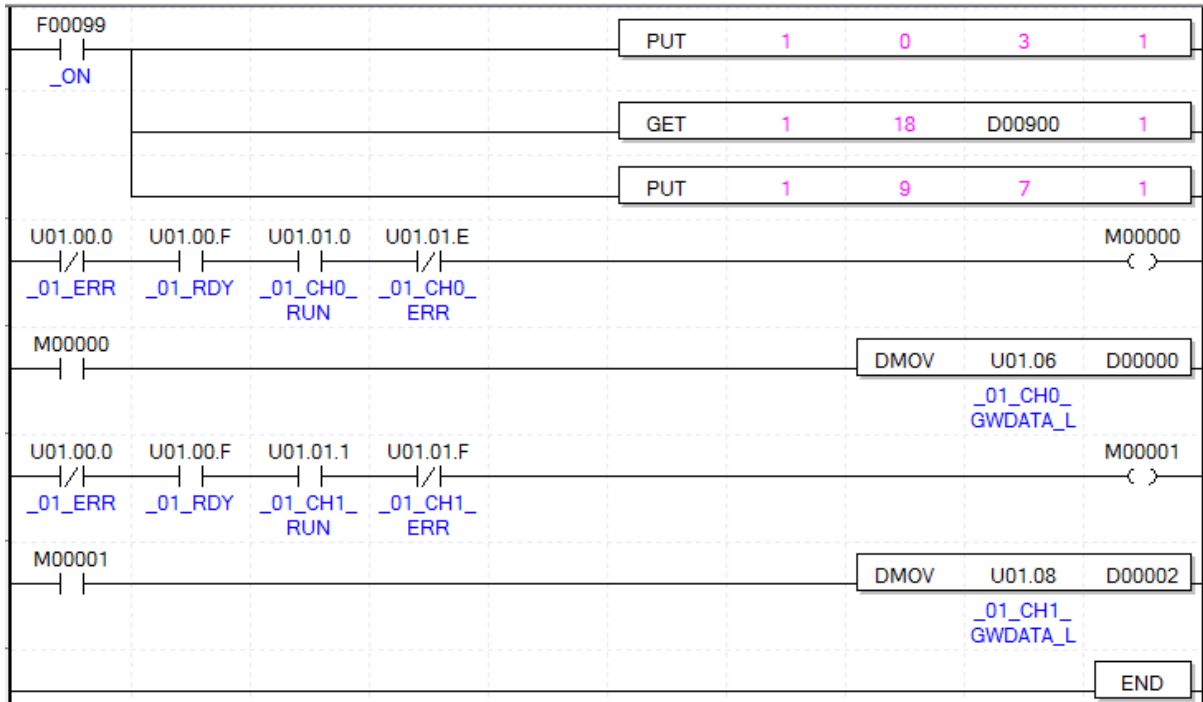 F00099
PUT 1 0 3 1
_ON
GET 1 18 D00900 1
PUT 1 9 7 1
U01.00.0 U01.00.F U01.01.0 U01.01.E M00000
_01_ERR _01_RDY _01_CH0_ _01_CH0_
RUN ERR
M00000
DMOV U01.06 D00000
_01_CH0_
GWDATA_L
U01.00.0 U01.00.F U01.01.1 U01.01.F M00001
_01_ERR _01_RDY _01_CH1_ _01_CH1_
RUN ERR
M00001
DMOV U01.08 D00002
_01_CH1_
GWDATA_L
END